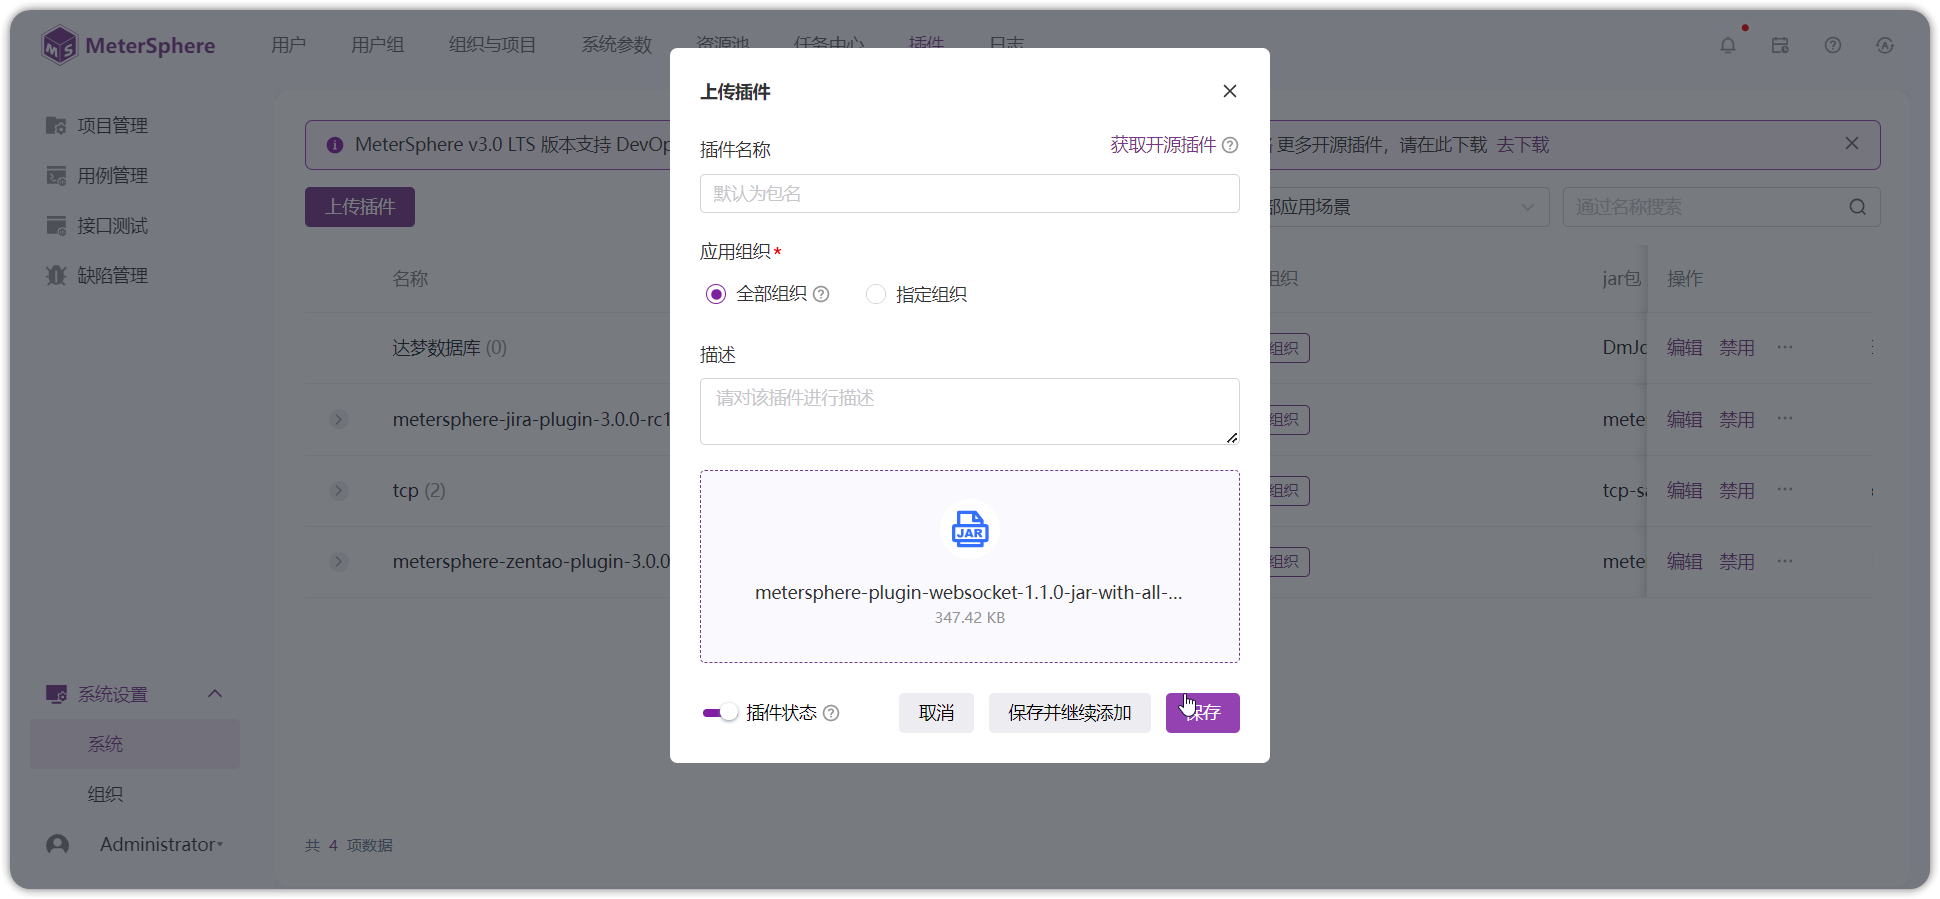 MeterSphere
用户
用户组
组织与项目
系统参数
资源池
任务中心
插件
日志
项目管理
用例管理
接口测试
缺陷管理
系统设置
系统
组织
Administrator
MeterSphere v3.0 LTS 版本支持 DevOp
更多开源插件，请在此下载 去下载
上传插件
部应用场景
通过名称搜索
名称
组织
jar包
操作
达梦数据库 (0)
组织
DmJd
编辑 禁用 ...
metersphere-jira-plugin-3.0.0-rc1
组织
mete
编辑 禁用 ...
tcp (2)
组织
tcp-sa
编辑 禁用 ...
metersphere-zentao-plugin-3.0.0
组织
mete
编辑 禁用 ...
共 4 项数据
上传插件
插件名称
获取开源插件
默认为包名
应用组织*
全部组织
指定组织
描述
请对该插件进行描述
JAR
metersphere-plugin-websocket-1.1.0-jar-with-all-...
347.42 KB
插件状态
取消
保存并继续添加
保存